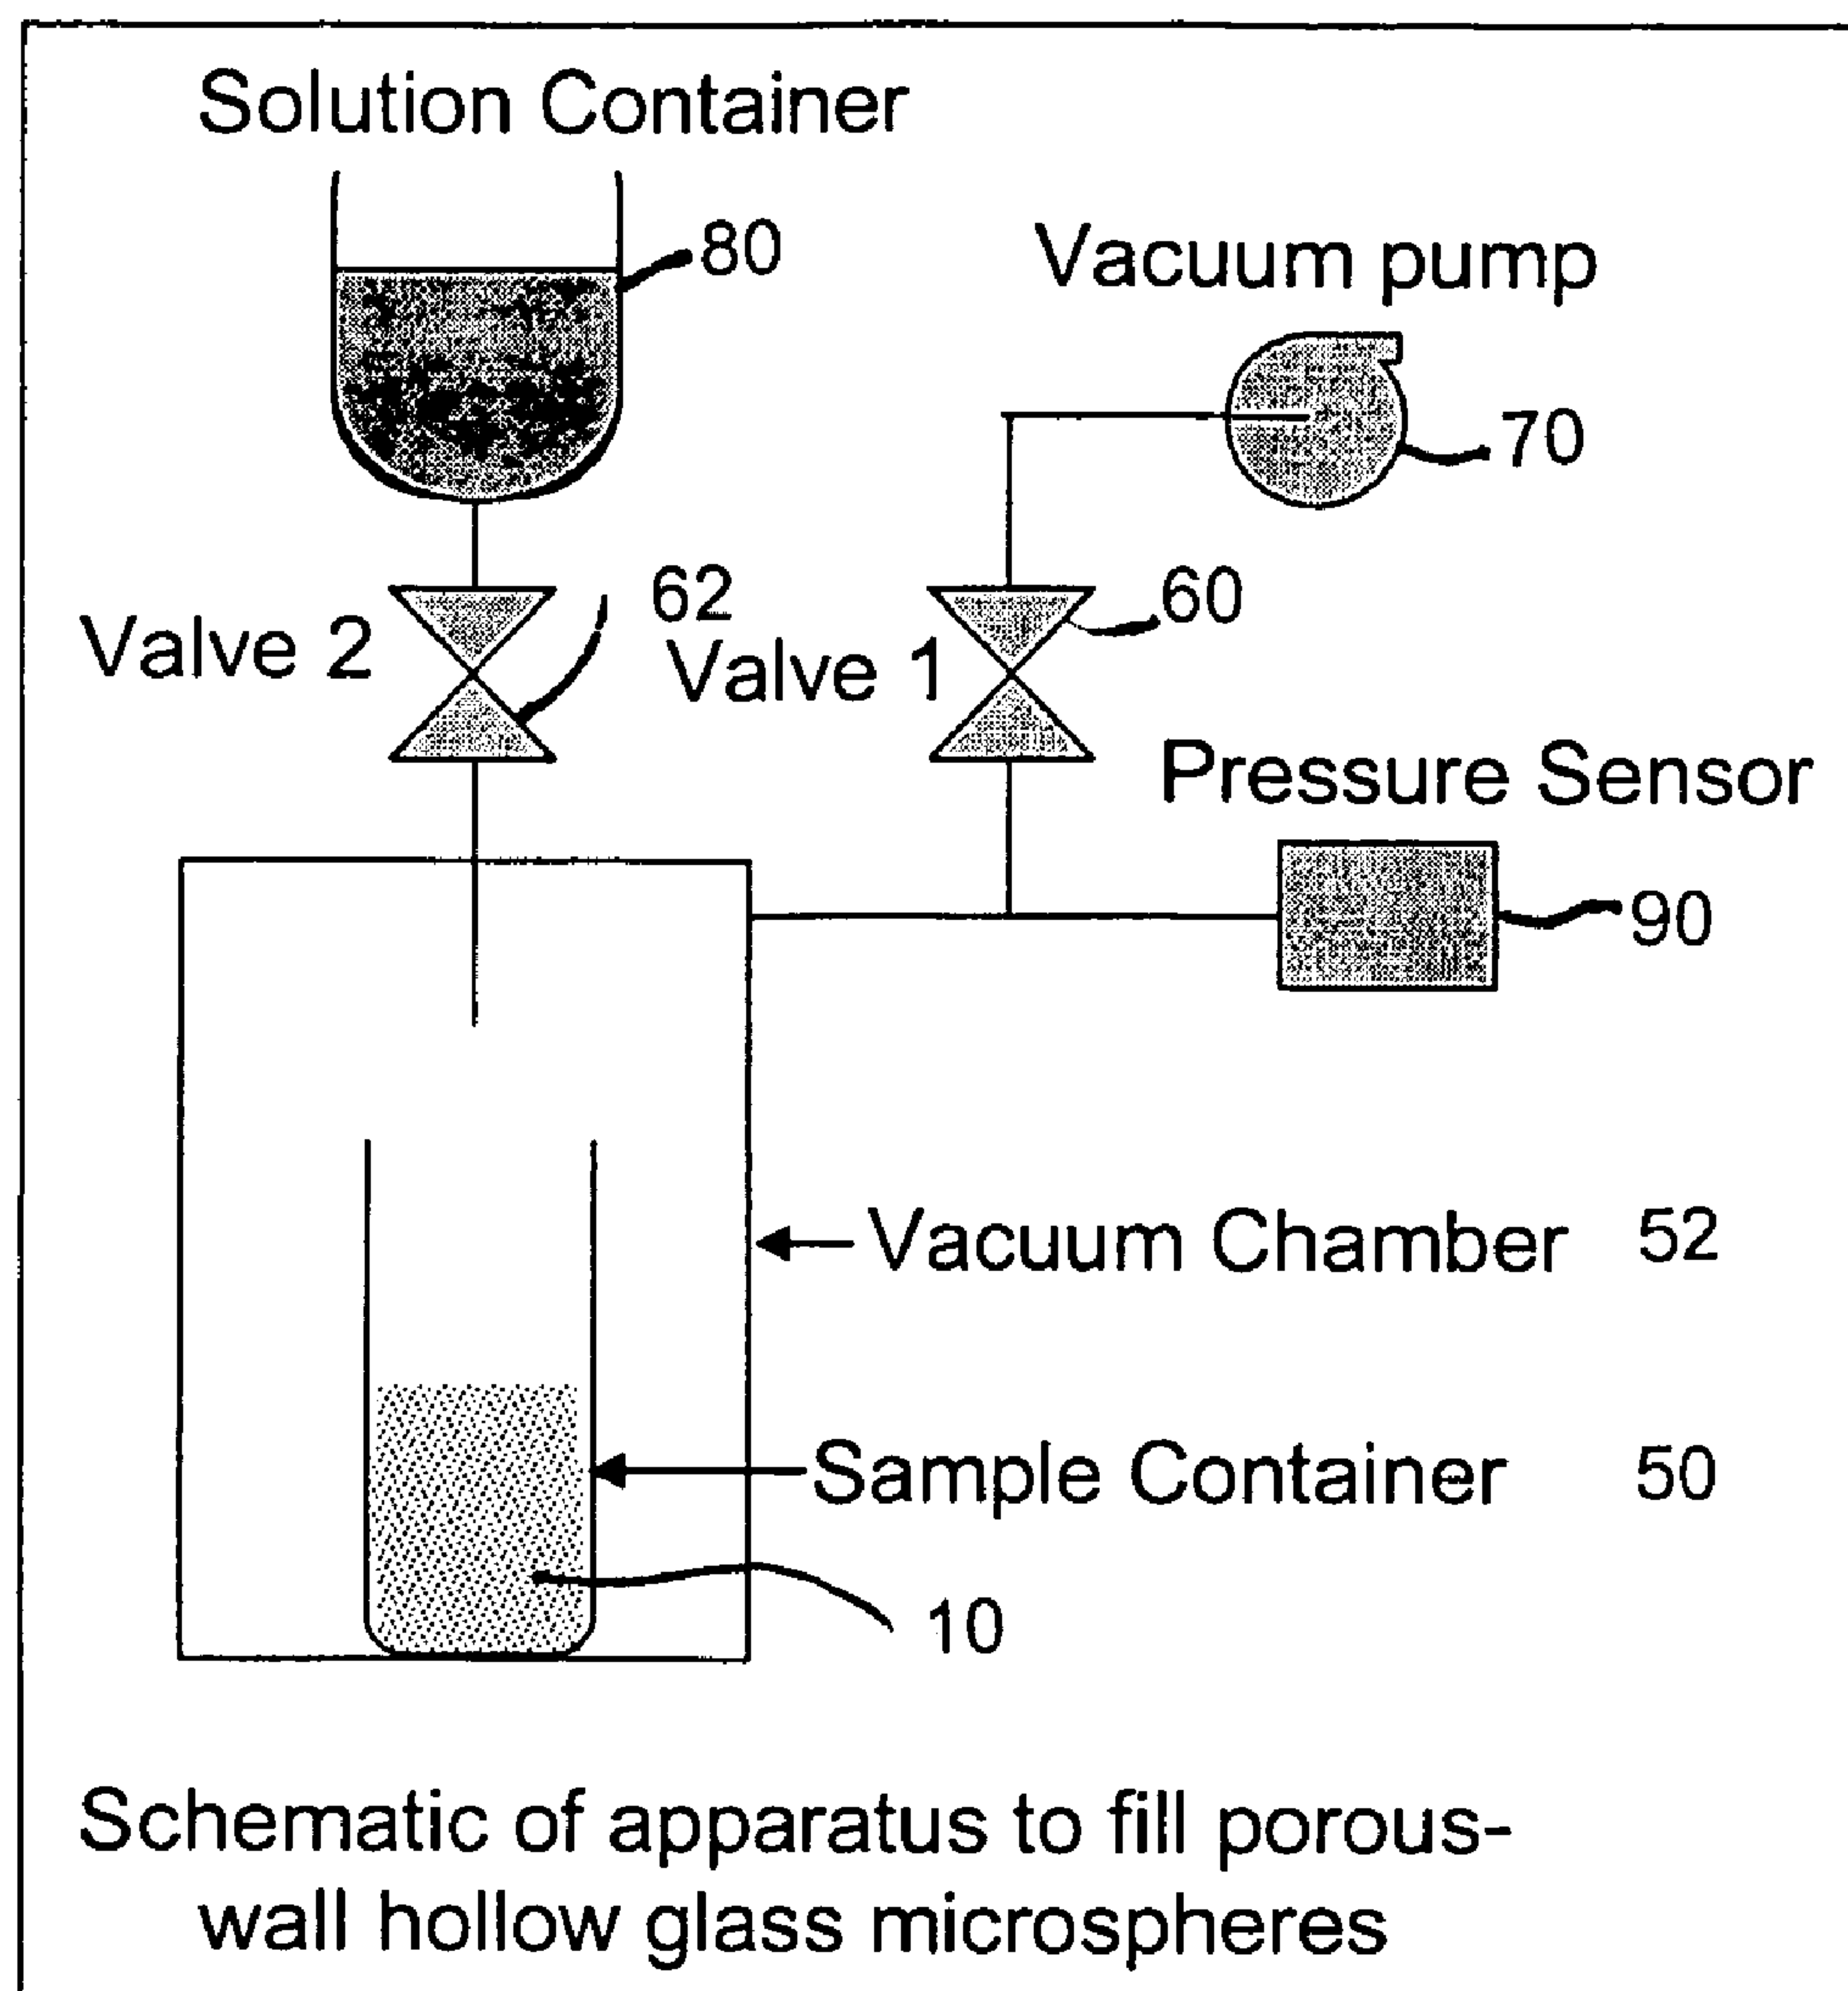 Solution Container
80
Vacuum pump
70
Valve 2
62
Valve 1
60
Pressure Sensor
90
Vacuum Chamber 52
Sample Container 50
10
Schematic of apparatus to fill porous-
wall hollow glass microspheres